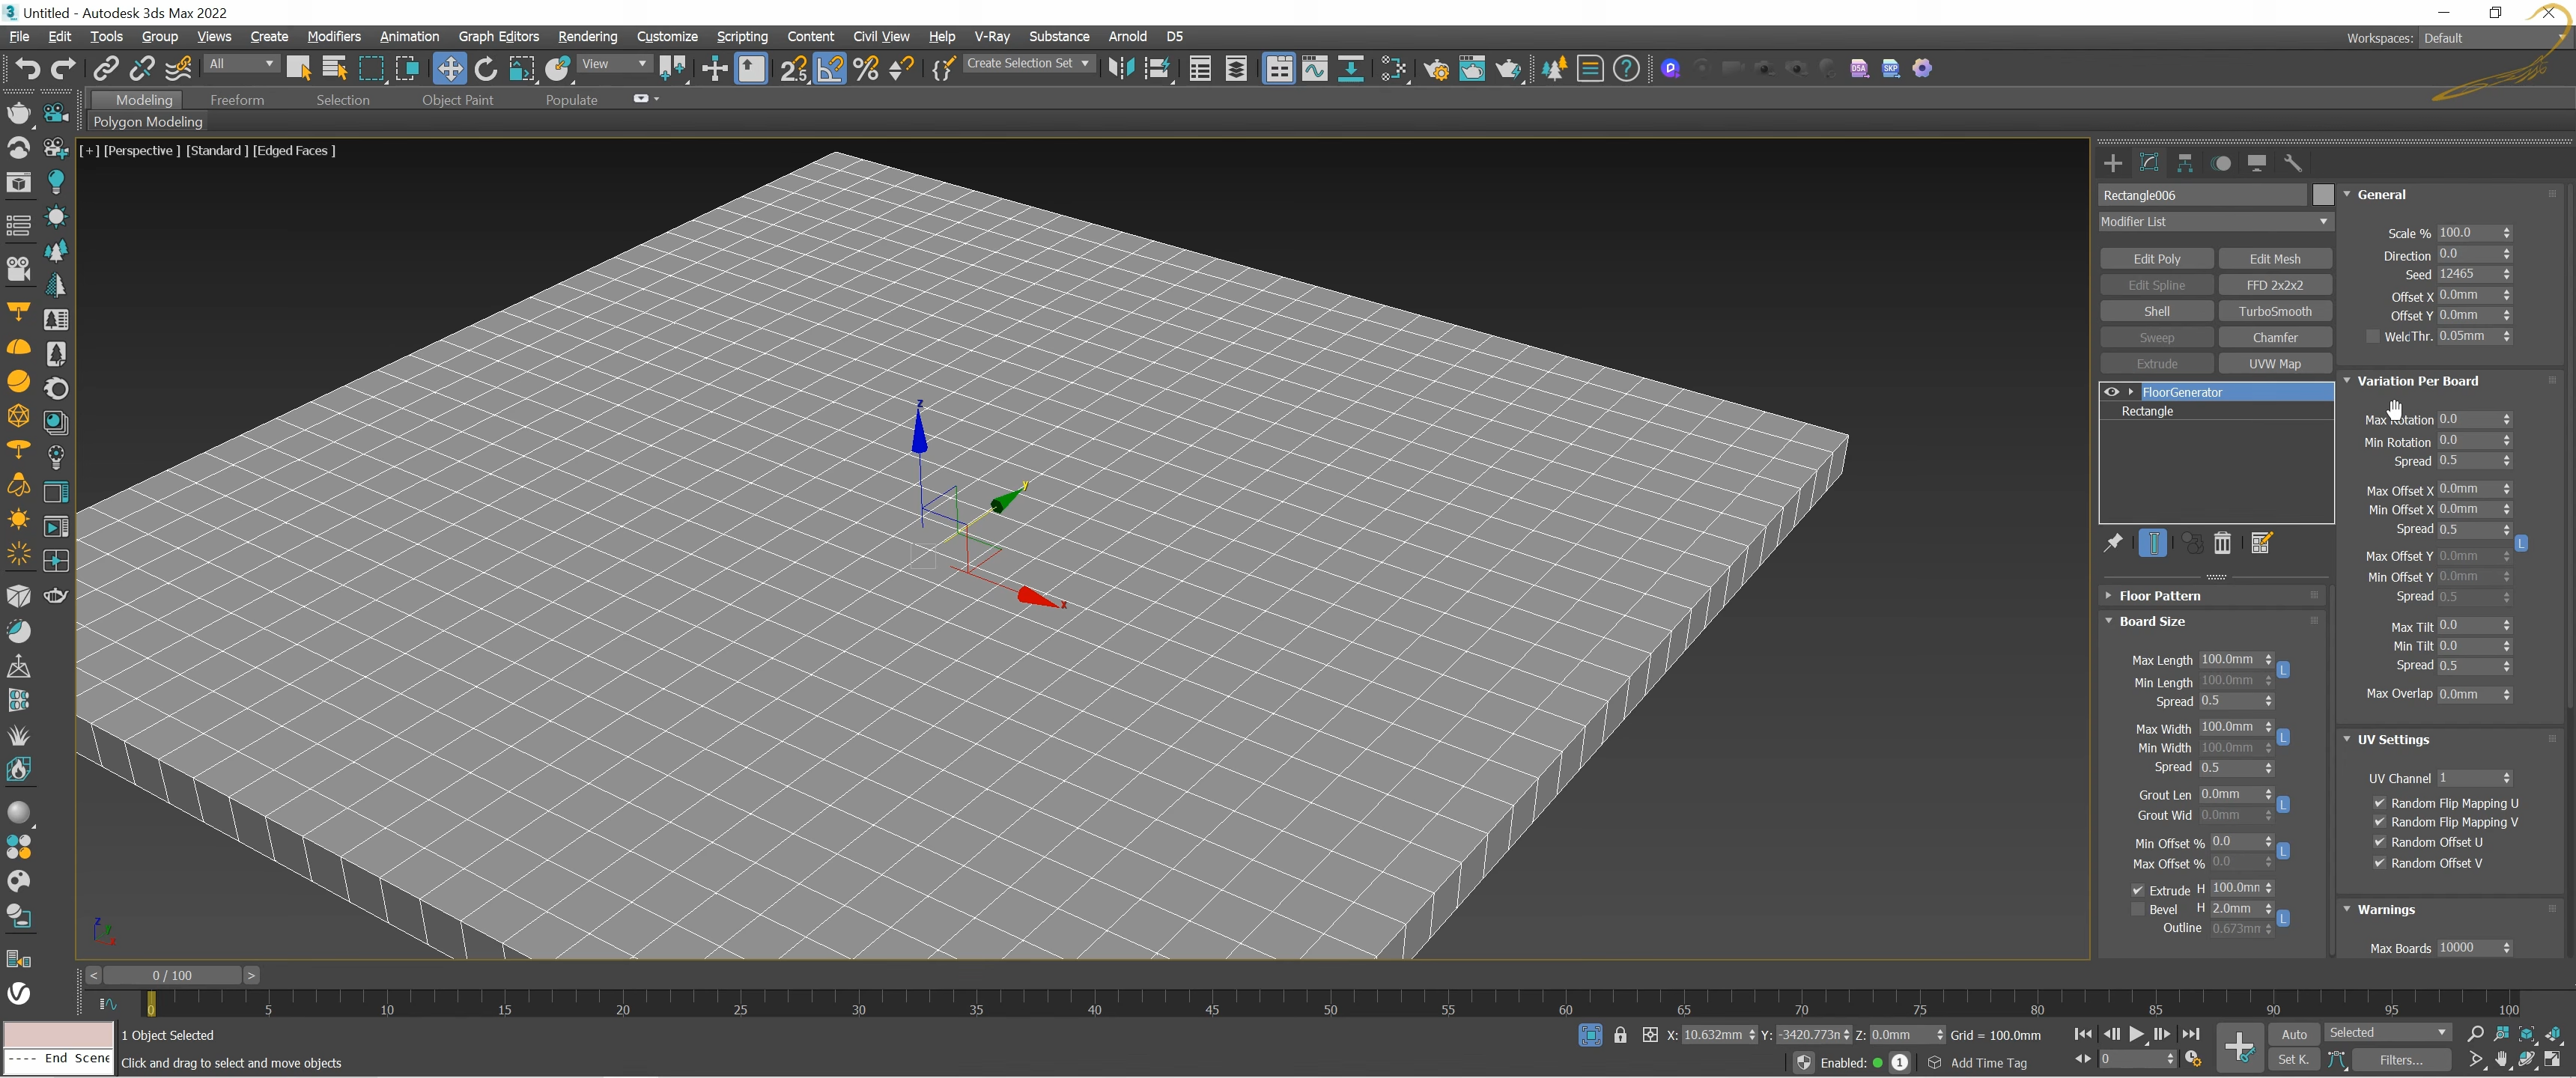 Untitled - Autodesk 3ds Max 2022
File Edit Tools Group Views Create Modifiers Animation Graph Editors Rendering Customize Scripting Content Civil View Help V-Ray Substance Arnold D5
Workspaces: Default
All
View
Create Selection Set
D5A
SKP
Modeling Freeform Selection Object Paint Populate
Polygon Modeling
[+] [Perspective ] [Standard ] [Edged Faces ]
z
y
x
Rectangle006
Modifier List
Edit Poly Edit Mesh
Edit Spline FFD 2x2x2
Shell TurboSmooth
Sweep Chamfer
Extrude UVW Map
FloorGenerator
Rectangle
Floor Pattern
Board Size
Max Length 100.0mm L
Min Length 100.0mm
Spread 0.5
Max Width 100.0mm L
Min Width 100.0mm
Spread 0.5
Grout Len 0.0mm L
Grout Wid 0.0mm
Min Offset % 0.0 L
Max Offset % 0.0
Extrude H 100.0mm
Bevel H 2.0mm L
Outline 0.673mm
General
Scale % 100.0
Direction 0.0
Seed 12465
Offset X 0.0mm
Offset Y 0.0mm
Weld Thr. 0.05mm
Variation Per Board
Max Rotation 0.0
Min Rotation 0.0
Spread 0.5
Max Offset X 0.0mm
Min Offset X 0.0mm
Spread 0.5 L
Max Offset Y 0.0mm
Min Offset Y 0.0mm
Spread 0.5
Max Tilt 0.0
Min Tilt 0.0
Spread 0.5
Max Overlap 0.0mm
UV Settings
UV Channel 1
Random Flip Mapping U
Random Flip Mapping V
Random Offset U
Random Offset V
Warnings
Max Boards 10000
< 0 / 100 >
0 5 10 15 20 25 30 35 40 45 50 55 60 65 70 75 80 85 90 95 100
---- End Scene
1 Object Selected
Click and drag to select and move objects
X: 10.632mm Y: -3420.773n Z: 0.0mm Grid = 100.0mm
Enabled: 1 Add Time Tag
0
Auto Selected
Set K. Filters...